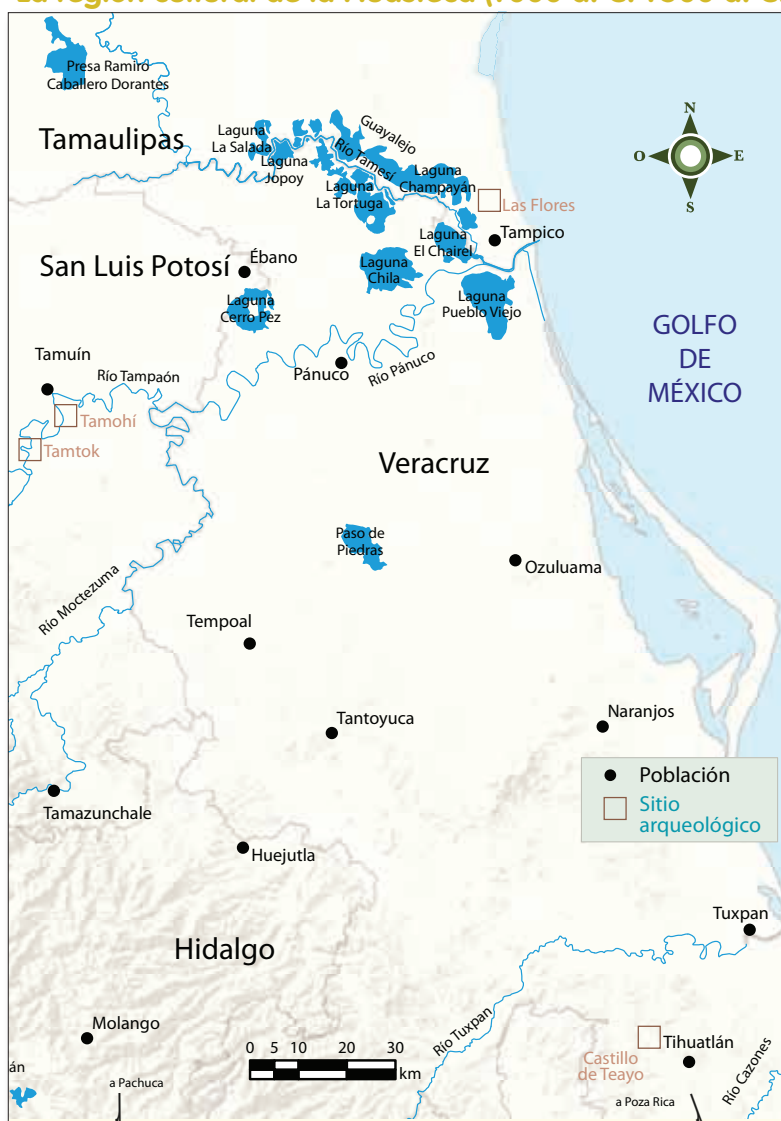 Presa Ramiro
Caballero Dorantes
Tamaulipas
Laguna
La Salada
Laguna
Jopoy
Guayalejo
Río Tamesí
Laguna
La Tortuga
Laguna
Champayán
Las Flores
Tampico
Laguna
El Chairel
Laguna
Chila
Laguna
Pueblo Viejo
N
O
E
S
San Luis Potosí
Ébano
Laguna
Cerro Pez
GOLFO
DE
MÉXICO
Tamuín
Río Tampaón
Pánuco
Río Pánuco
Tamohí
Tamtok
Veracruz
Paso de
Piedras
Ozuluama
Río Moctezuma
Tempoal
Tantoyuca
Naranjos
Población
Sitio
arqueológico
Tamazunchale
Huejutla
Tuxpan
Hidalgo
Molango
0 5 10 20 30
km
Río Tuxpan
Castillo
de Teayo
Tihuatlán
Río Cazones
án
a Pachuca
a Poza Rica